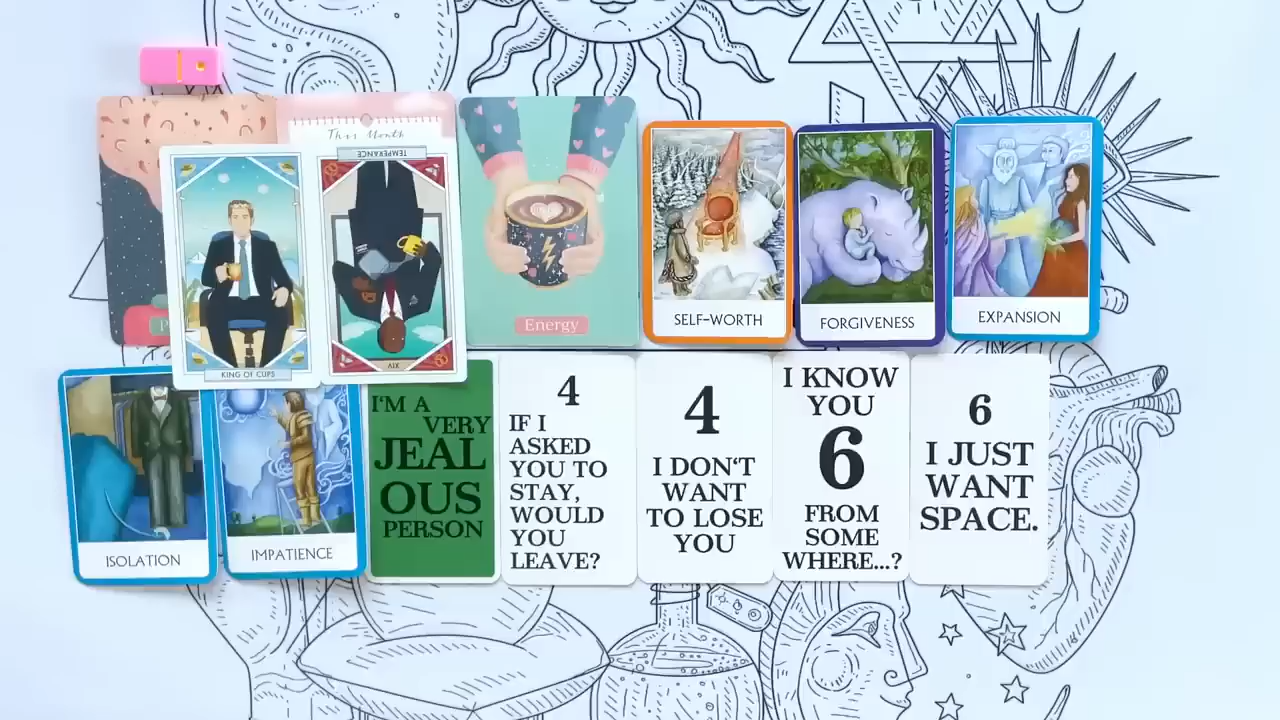 This Month
TEMPERANCE
KING OF CUPS
XIV
Energy
SELF-WORTH
FORGIVENESS
EXPANSION
ISOLATION
IMPATIENCE
I'M A
VERY
JEAL
OUS
PERSON
4
IF I
ASKED
YOU TO
STAY,
WOULD
YOU
LEAVE?
4
I DON'T
WANT
TO LOSE
YOU
I KNOW
YOU
6
FROM
SOME
WHERE...?
6
I JUST
WANT
SPACE.